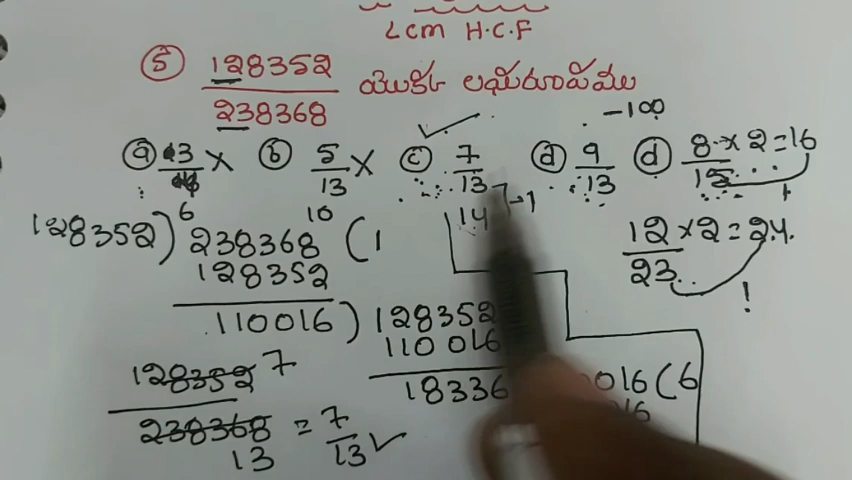 Lcm H.C.F
5 128352/238368 యొక్క లఘురూపము
-100
a 3/ × b 5/13 × c 7/13 ✓ d 9/13 d 8/15 × 2 = 16
6 10 14 -1
128352 ) 238368 ( 1
128352
12/23 × 2 = 24
110016 ) 128352
110016
128352 7
18336
0016 ( 6
238368 = 7/13 ✓
13